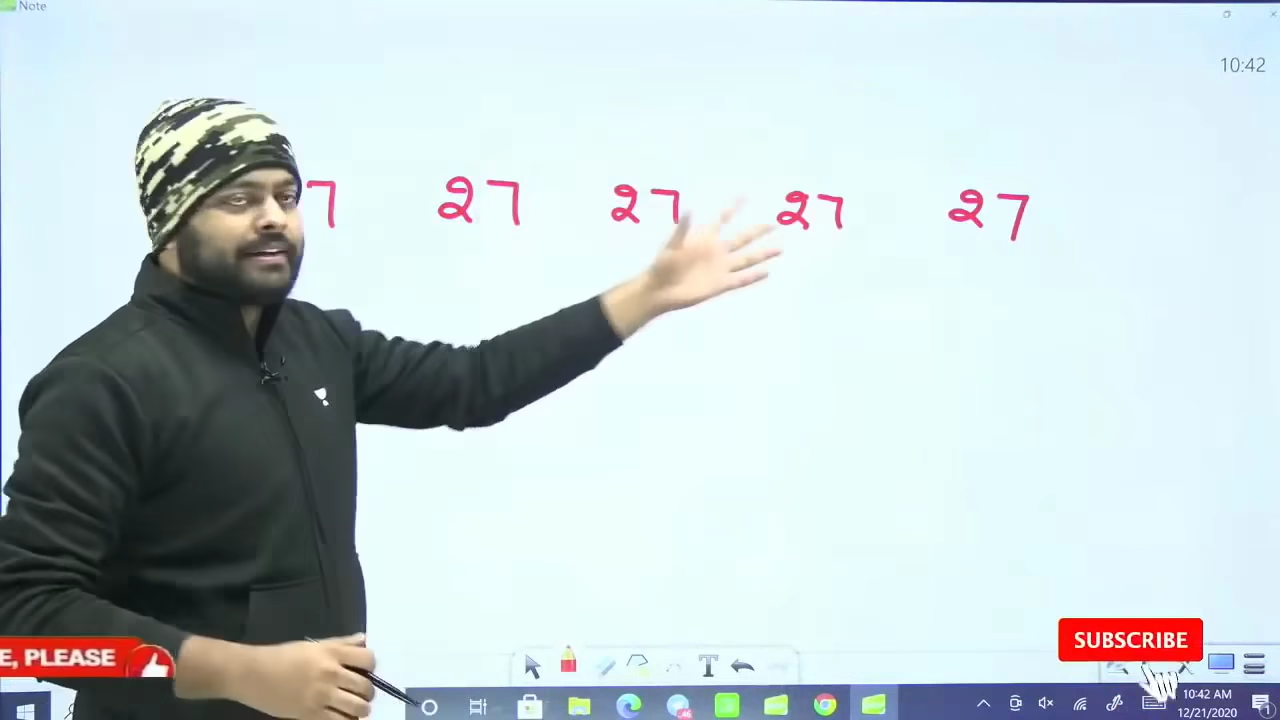 Note
10:42
7 27 27 27 27
E, PLEASE
SUBSCRIBE
T
10:42 AM
12/21/2020